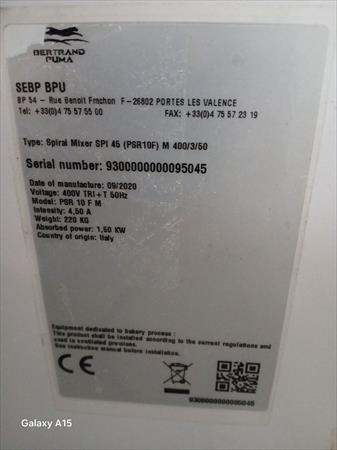 BERTRAND
PUMA
SEBP BPU
BP 54 - Rue Benoit Frachon F-26802 PORTES LES VALENCE
Tel: +33(0)4 75 57 55 00 FAX: +33(0)4 75 57 23 19
Type: Spiral Mixer SPI 45 (PSR10F) M 400/3/50
Serial number: 9300000000095045
Date of manufacture: 09/2020
Voltage: 400V TRI+T 50Hz
Model: PSR 10 F M
Intensity: 4,50 A
Weight: 220 KG
Absorbed power: 1,50 KW
Country of origin: Italy
Equipment dedicated to bakery process :
This product shall be installed according to the current regulations and
used in ventilated premises.
See instruction manual before installment.
CE
9300000000095045
Galaxy A15